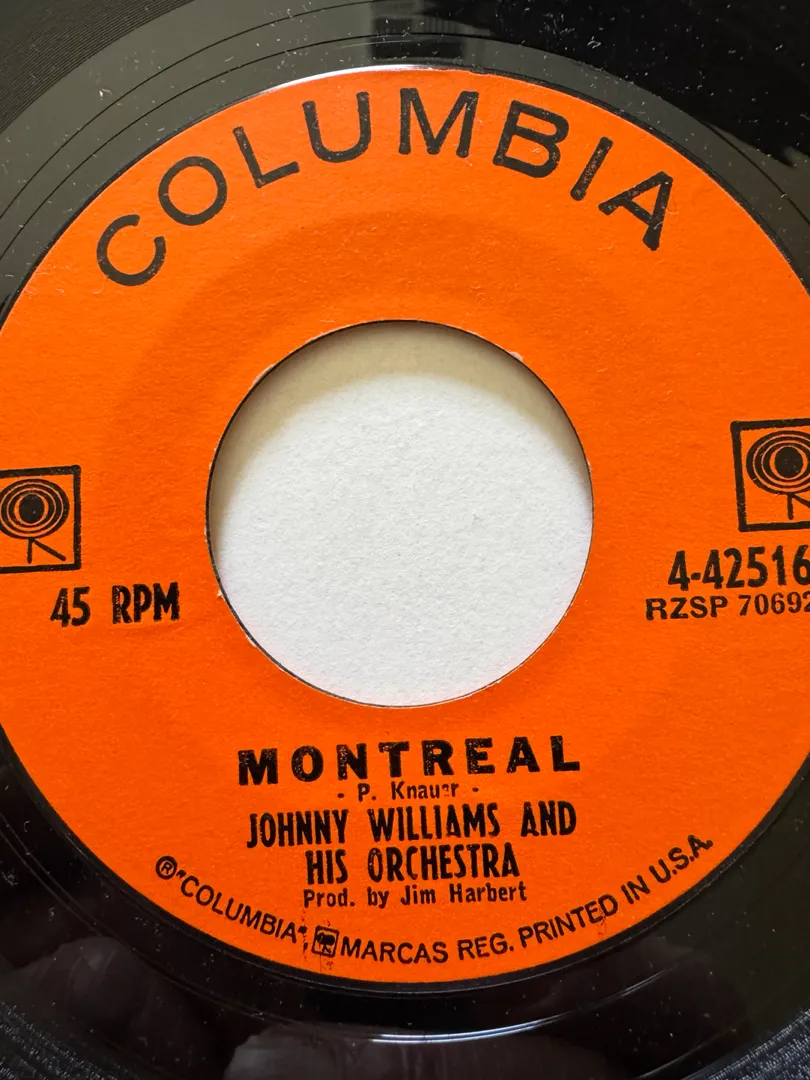 COLUMBIA
45 RPM
4-42516
RZSP 70692
MONTREAL
- P. Knauer -
JOHNNY WILLIAMS AND
HIS ORCHESTRA
Prod. by Jim Harbert
® "COLUMBIA", MARCAS REG. PRINTED IN U.S.A.